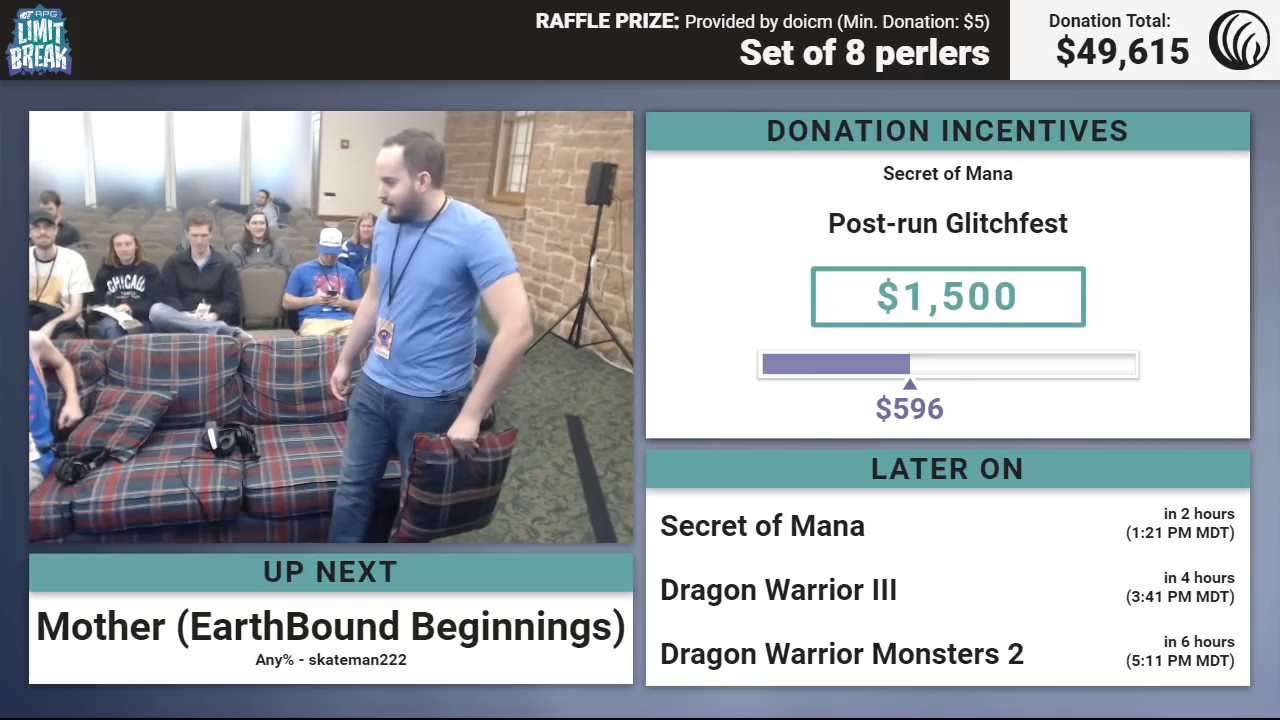 RPG
LIMIT
BREAK
RAFFLE PRIZE: Provided by doicm (Min. Donation: $5)
Set of 8 perlers
Donation Total:
$49,615
CHICAGO
DONATION INCENTIVES
Secret of Mana
Post-run Glitchfest
$1,500
$596
UP NEXT
Mother (EarthBound Beginnings)
Any% - skateman222
LATER ON
Secret of Mana
in 2 hours
(1:21 PM MDT)
Dragon Warrior III
in 4 hours
(3:41 PM MDT)
Dragon Warrior Monsters 2
in 6 hours
(5:11 PM MDT)